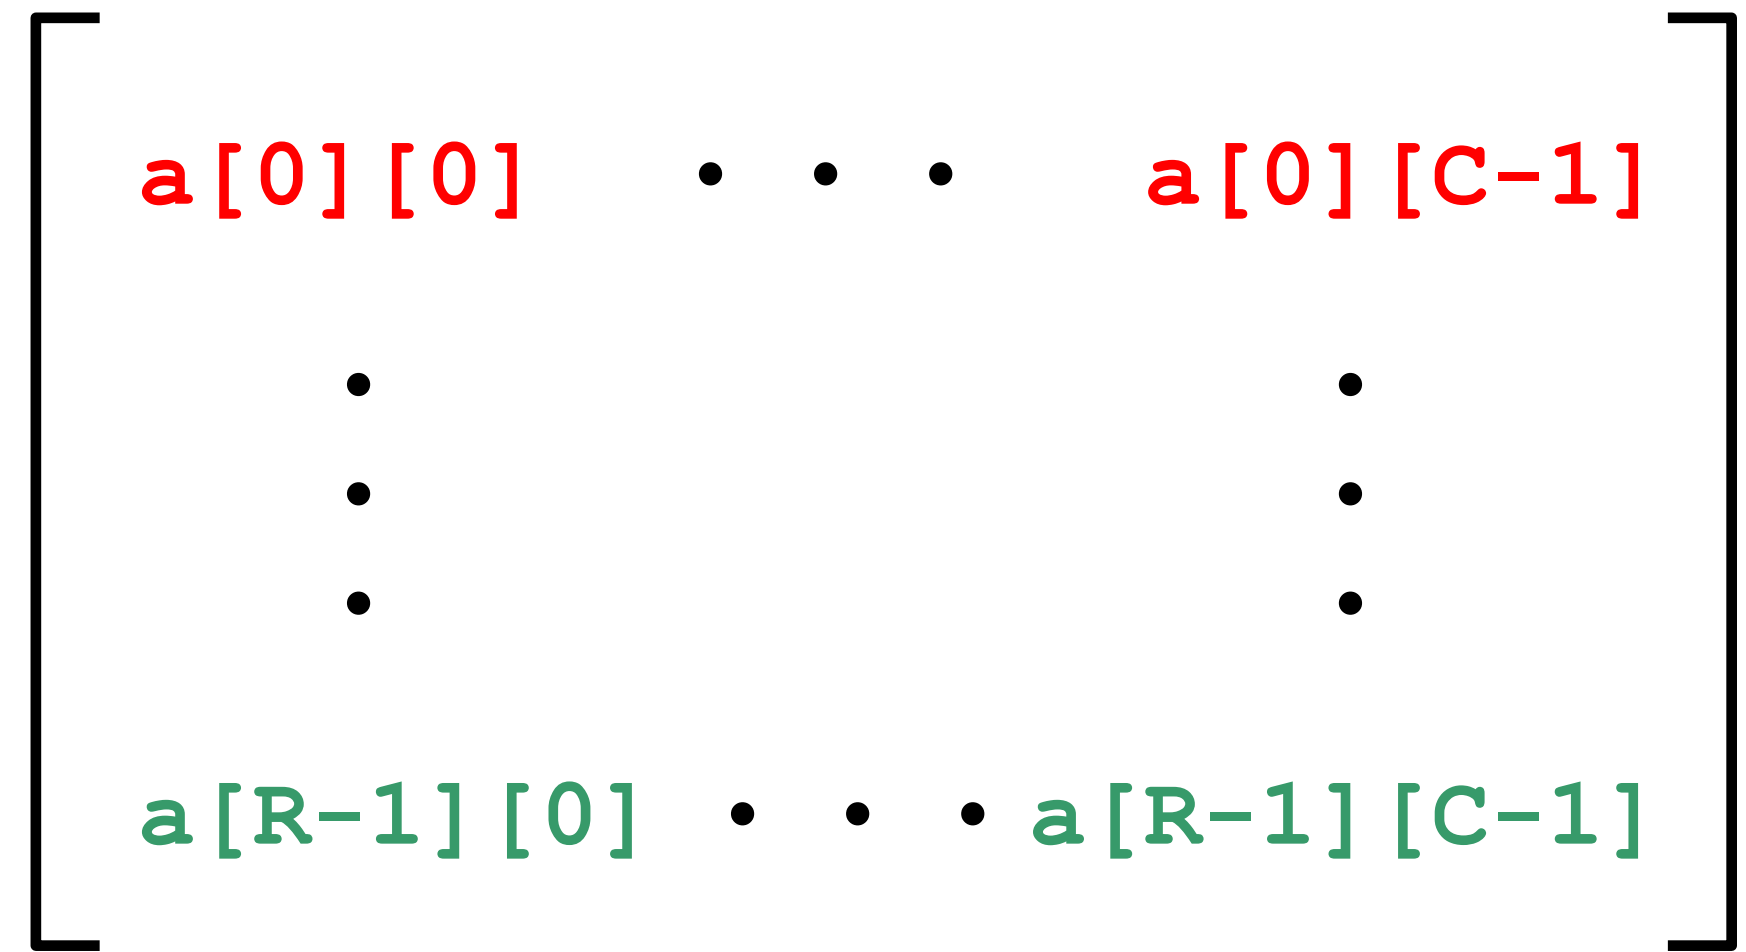 a[0][0] • • • a[0][C-1]
• •
• •
• •
a[R-1][0] • • • a[R-1][C-1]